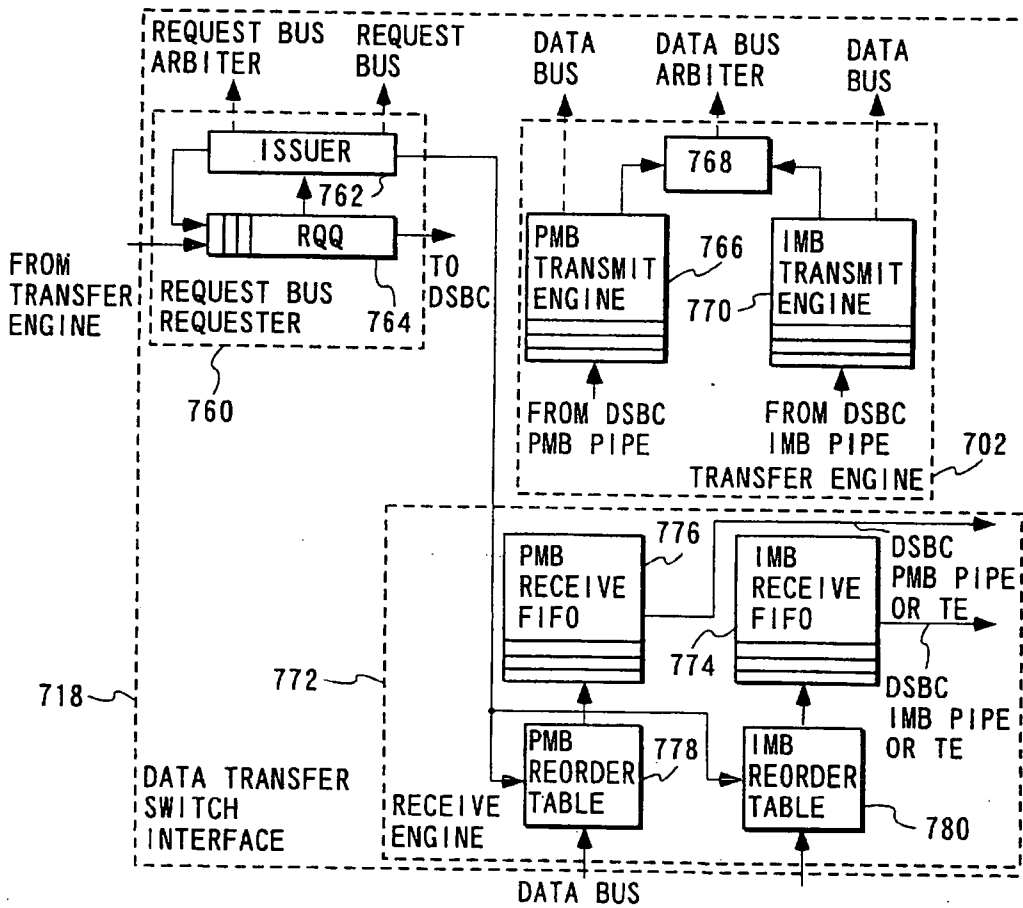 REQUEST BUS
ARBITER
REQUEST
BUS
DATA
BUS
DATA BUS
ARBITER
DATA
BUS
ISSUER
762
768
RQQ
764
FROM
TRANSFER
ENGINE
TO
DSBC
REQUEST BUS
REQUESTER
760
PMB
TRANSMIT
ENGINE
766
770
IMB
TRANSMIT
ENGINE
FROM DSBC
PMB PIPE
FROM DSBC
IMB PIPE
TRANSFER ENGINE
702
PMB
RECEIVE
FIFO
776
IMB
RECEIVE
FIFO
774
DSBC
PMB PIPE
OR TE
DSBC
IMB PIPE
OR TE
772
718
PMB
REORDER
TABLE
778
IMB
REORDER
TABLE
780
DATA TRANSFER
SWITCH
INTERFACE
RECEIVE
ENGINE
DATA BUS